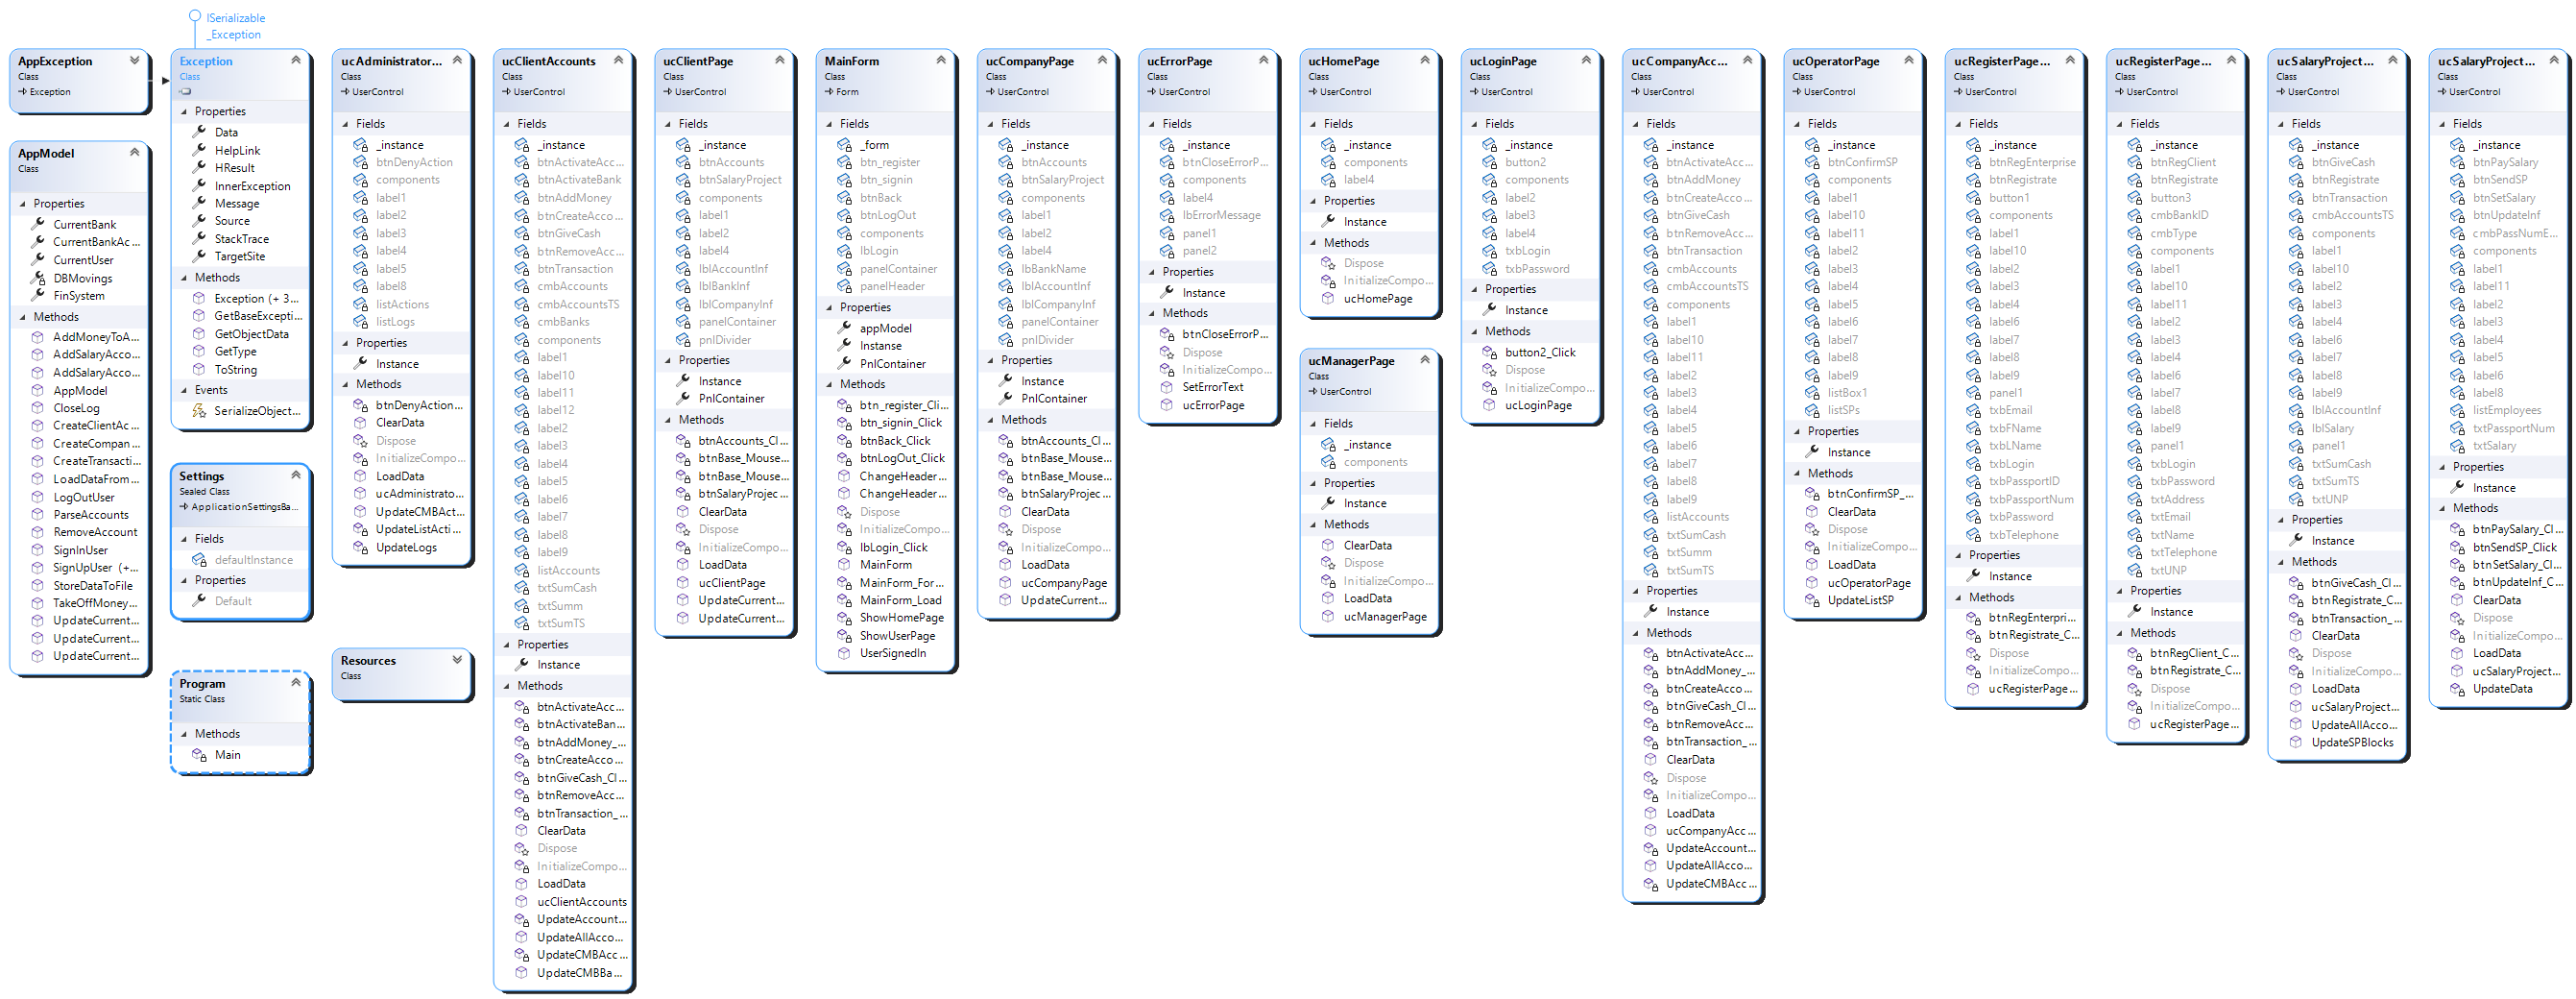 ISerializable
_Exception
AppException
Class
Exception
AppModel
Class
Properties
CurrentBank
CurrentBankAc...
CurrentUser
DBMovings
FinSystem
Methods
AddMoneyToA...
AddSalaryAcco...
AddSalaryAcco...
AppModel
CloseLog
CreateClientAc...
CreateCompan...
CreateTransacti...
LoadDataFrom...
LogOutUser
ParseAccounts
RemoveAccount
SignInUser
SignUpUser (+...
StoreDataToFile
TakeOffMoney...
UpdateCurrent...
UpdateCurrent...
UpdateCurrent...
Exception
Class
Properties
Data
HelpLink
HResult
InnerException
Message
Source
StackTrace
TargetSite
Methods
Exception (+ 3...
GetBaseExcepti...
GetObjectData
GetType
ToString
Events
SerializeObject...
Settings
Sealed Class
ApplicationSettingsBa...
Fields
defaultInstance
Properties
Default
Program
Static Class
Methods
Main
ucAdministrator...
Class
UserControl
Fields
_instance
btnDenyAction
components
label1
label2
label3
label4
label5
label8
listActions
listLogs
Properties
Instance
Methods
btnDenyAction...
ClearData
Dispose
InitializeCompo...
LoadData
ucAdministrato...
UpdateCMBAct...
UpdateListActi...
UpdateLogs
Resources
Class
ucClientAccounts
Class
UserControl
Fields
_instance
btnActivateAcc...
btnActivateBank
btnAddMoney
btnCreateAcco...
btnGiveCash
btnRemoveAcc...
btnTransaction
cmbAccounts
cmbAccountsTS
cmbBanks
components
label1
label10
label11
label12
label2
label3
label4
label5
label6
label7
label8
label9
listAccounts
txtSumCash
txtSumm
txtSumTS
Properties
Instance
Methods
btnActivateAcc...
btnActivateBan...
btnAddMoney_...
btnCreateAcco...
btnGiveCash_Cl...
btnRemoveAcc...
btnTransaction_...
ClearData
Dispose
InitializeCompo...
LoadData
ucClientAccounts
UpdateAccount...
UpdateAllAcco...
UpdateCMBAcc...
UpdateCMBBa...
ucClientPage
Class
UserControl
Fields
_instance
btnAccounts
btnSalaryProject
components
label1
label2
label4
lblAccountInf
lblBankInf
lblCompanyInf
panelContainer
pnlDivider
Properties
Instance
PnlContainer
Methods
btnAccounts_Cl...
btnBase_Mouse...
btnBase_Mouse...
btnSalaryProjec...
ClearData
Dispose
InitializeCompo...
LoadData
ucClientPage
UpdateCurrent...
UpdateCurrent...
MainForm
Class
Form
Fields
_form
btn_register
btn_signin
btnBack
btnLogOut
components
lbLogin
panelContainer
panelHeader
Properties
appModel
Instanse
PnlContainer
Methods
btn_register_Cli...
btn_signin_Click
btnBack_Click
btnLogOut_Click
ChangeHeader...
ChangeHeader...
Dispose
InitializeCompo...
lbLogin_Click
MainForm
MainForm_For...
MainForm_Load
ShowHomePage
ShowUserPage
UserSignedIn
ucCompanyPage
Class
UserControl
Fields
_instance
btnAccounts
btnSalaryProject
components
label1
label2
label4
lbBankName
lblAccountInf
lblCompanyInf
panelContainer
pnlDivider
Properties
Instance
PnlContainer
Methods
btnAccounts_Cl...
btnBase_Mouse...
btnBase_Mouse...
btnSalaryProjec...
ClearData
Dispose
InitializeCompo...
LoadData
ucCompanyPage
UpdateCurrent...
ucErrorPage
Class
UserControl
Fields
_instance
btnCloseErrorP...
components
label4
lbErrorMessage
panel1
panel2
Properties
Instance
Methods
btnCloseErrorP...
Dispose
InitializeCompo...
SetErrorText
ucErrorPage
ucHomePage
Class
UserControl
Fields
_instance
components
label4
Properties
Instance
Methods
Dispose
InitializeCompo...
ucHomePage
ucManagerPage
Class
UserControl
Fields
_instance
components
Properties
Instance
Methods
ClearData
Dispose
InitializeCompo...
LoadData
ucManagerPage
ucLoginPage
Class
UserControl
Fields
_instance
button2
components
label2
label3
label4
txbLogin
txbPassword
Properties
Instance
Methods
button2_Click
Dispose
InitializeCompo...
ucLoginPage
ucCompanyAcc...
Class
UserControl
Fields
_instance
btnActivateAcc...
btnAddMoney
btnCreateAcco...
btnGiveCash
btnRemoveAcc...
btnTransaction
cmbAccounts
cmbAccountsTS
components
label1
label10
label11
label2
label3
label4
label5
label6
label7
label8
label9
listAccounts
txtSumCash
txtSumm
txtSumTS
Properties
Instance
Methods
btnActivateAcc...
btnAddMoney_...
btnCreateAcco...
btnGiveCash_Cl...
btnRemoveAcc...
btnTransaction_...
ClearData
Dispose
InitializeCompo...
LoadData
ucCompanyAcc...
UpdateAccount...
UpdateAllAcco...
UpdateCMBAcc...
ucOperatorPage
Class
UserControl
Fields
_instance
btnConfirmSP
components
label1
label10
label11
label2
label3
label4
label5
label6
label7
label8
label9
listBox1
listSPs
Properties
Instance
Methods
btnConfirmSP_...
ClearData
Dispose
InitializeCompo...
LoadData
ucOperatorPage
UpdateListSP
ucRegisterPage...
Class
UserControl
Fields
_instance
btnRegEnterprise
btnRegistrate
button1
components
label1
label10
label2
label3
label4
label6
label7
label8
label9
panel1
txbEmail
txbFName
txbLName
txbLogin
txbPassportID
txbPassportNum
txbPassword
txbTelephone
Properties
Instance
Methods
btnRegEnterpri...
btnRegistrate_C...
Dispose
InitializeCompo...
ucRegisterPage...
ucRegisterPage...
Class
UserControl
Fields
_instance
btnRegClient
btnRegistrate
button3
cmbBankID
cmbType
components
label1
label10
label11
label2
label3
label4
label6
label7
label8
label9
panel1
txbLogin
txbPassword
txtAddress
txtEmail
txtName
txtTelephone
txtUNP
Properties
Instance
Methods
btnRegClient_C...
btnRegistrate_C...
Dispose
InitializeCompo...
ucRegisterPage...
ucSalaryProject...
Class
UserControl
Fields
_instance
btnGiveCash
btnRegistrate
btnTransaction
cmbAccountsTS
components
label1
label10
label2
label3
label4
label6
label7
label8
label9
lblAccountInf
lblSalary
panel1
txtSumCash
txtSumTS
txtUNP
Properties
Instance
Methods
btnGiveCash_Cl...
btnRegistrate_C...
btnTransaction_...
ClearData
Dispose
InitializeCompo...
LoadData
ucSalaryProject...
UpdateAllAcco...
UpdateSPBlocks
ucSalaryProject...
Class
UserControl
Fields
_instance
btnPaySalary
btnSendSP
btnSetSalary
btnUpdateInf
cmbPassNumE...
components
label1
label11
label2
label3
label4
label5
label6
label8
listEmployees
txtPassportNum
txtSalary
Properties
Instance
Methods
btnPaySalary_Cl...
btnSendSP_Click
btnSetSalary_Cl...
btnUpdateInf_C...
ClearData
Dispose
InitializeCompo...
LoadData
ucSalaryProject...
UpdateData